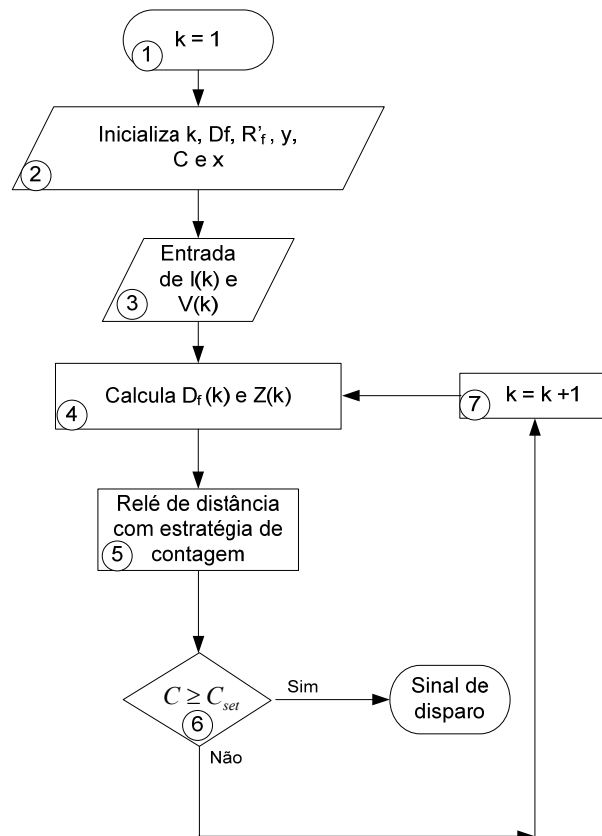 k = 1
1
Inicializa k, Df, R'f , y,
C e x
2
Entrada
de I(k) e
V(k)
3
Calcula Df (k) e Z(k)
4
k = k +1
7
Relé de distância
com estratégia de
contagem
5
C ≥ Cset
6
Sim
Sinal de
disparo
Não